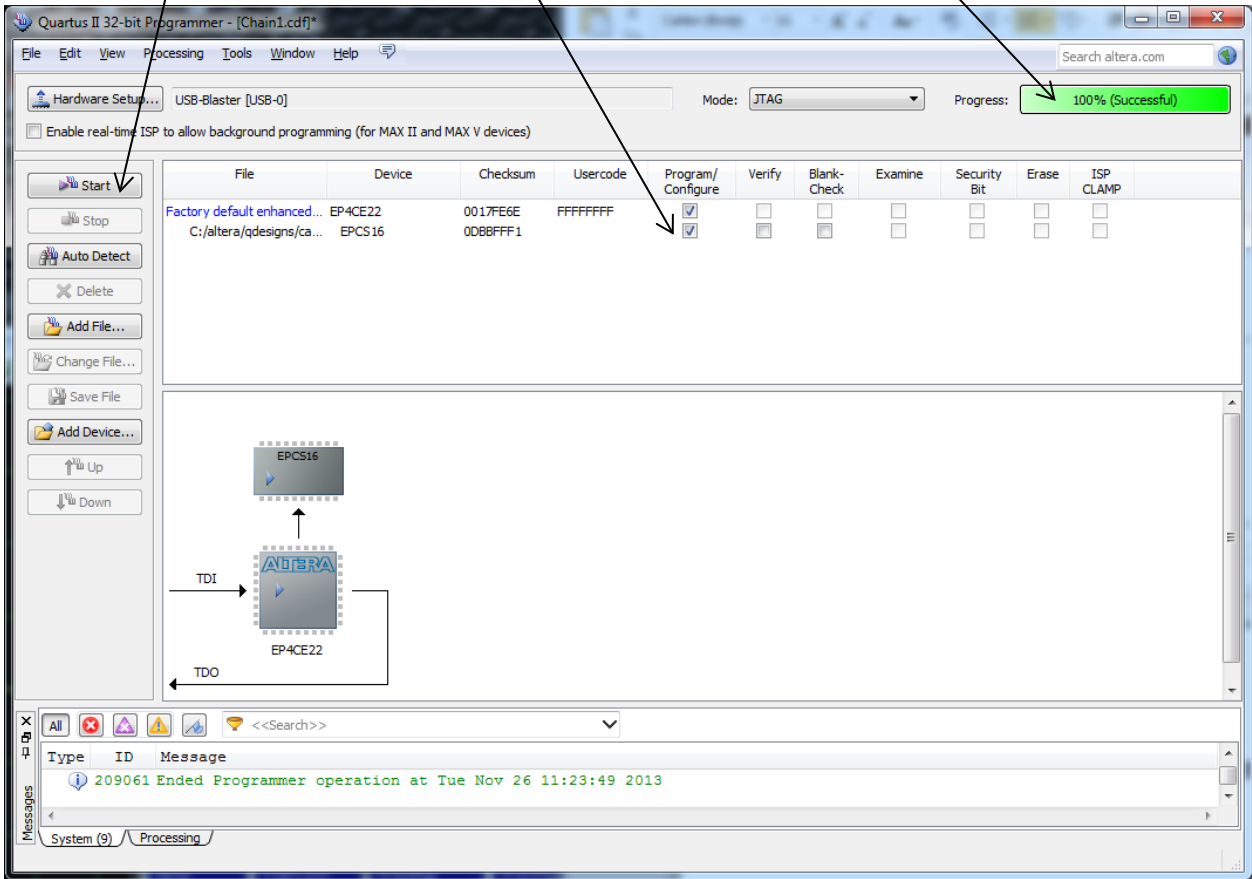 Quartus II 32-bit Programmer - [Chain1.cdf]*
File Edit View Processing Tools Window Help
Search altera.com
Hardware Setup... USB-Blaster [USB-0] Mode: JTAG Progress: 100% (Successful)
Enable real-time ISP to allow background programming (for MAX II and MAX V devices)
Start
Stop
Auto Detect
Delete
Add File...
Change File...
Save File
Add Device...
Up
Down
File Device Checksum Usercode Program/ Verify Blank- Examine Security Erase ISP
Configure Check Bit CLAMP
Factory default enhanced... EP4CE22 0017FE6E FFFFFFFF
C:/altera/qdesigns/ca... EPCS16 0DBBFFF1
EPCS16
ALTERA
TDI
EP4CE22
TDO
All <<Search>>
Type ID Message
209061 Ended Programmer operation at Tue Nov 26 11:23:49 2013
Messages
System (9) Processing